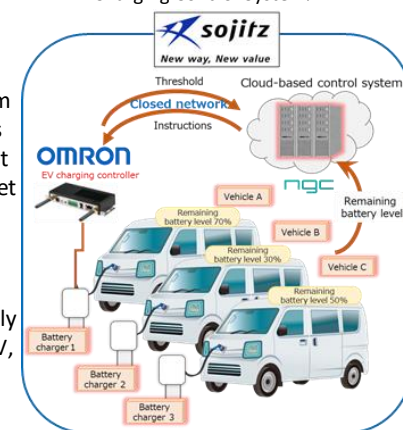 sojitz
New way, New value
Threshold
Cloud-based control system
Closed network
Instructions
OMRON
EV charging controller
ngc
Remaining
battery level
Vehicle A
Remaining
battery level 70%
Vehicle B
Remaining
battery level 30%
Vehicle C
Remaining
battery level 50%
Battery
charger 1
Battery
charger 2
Battery
charger 3